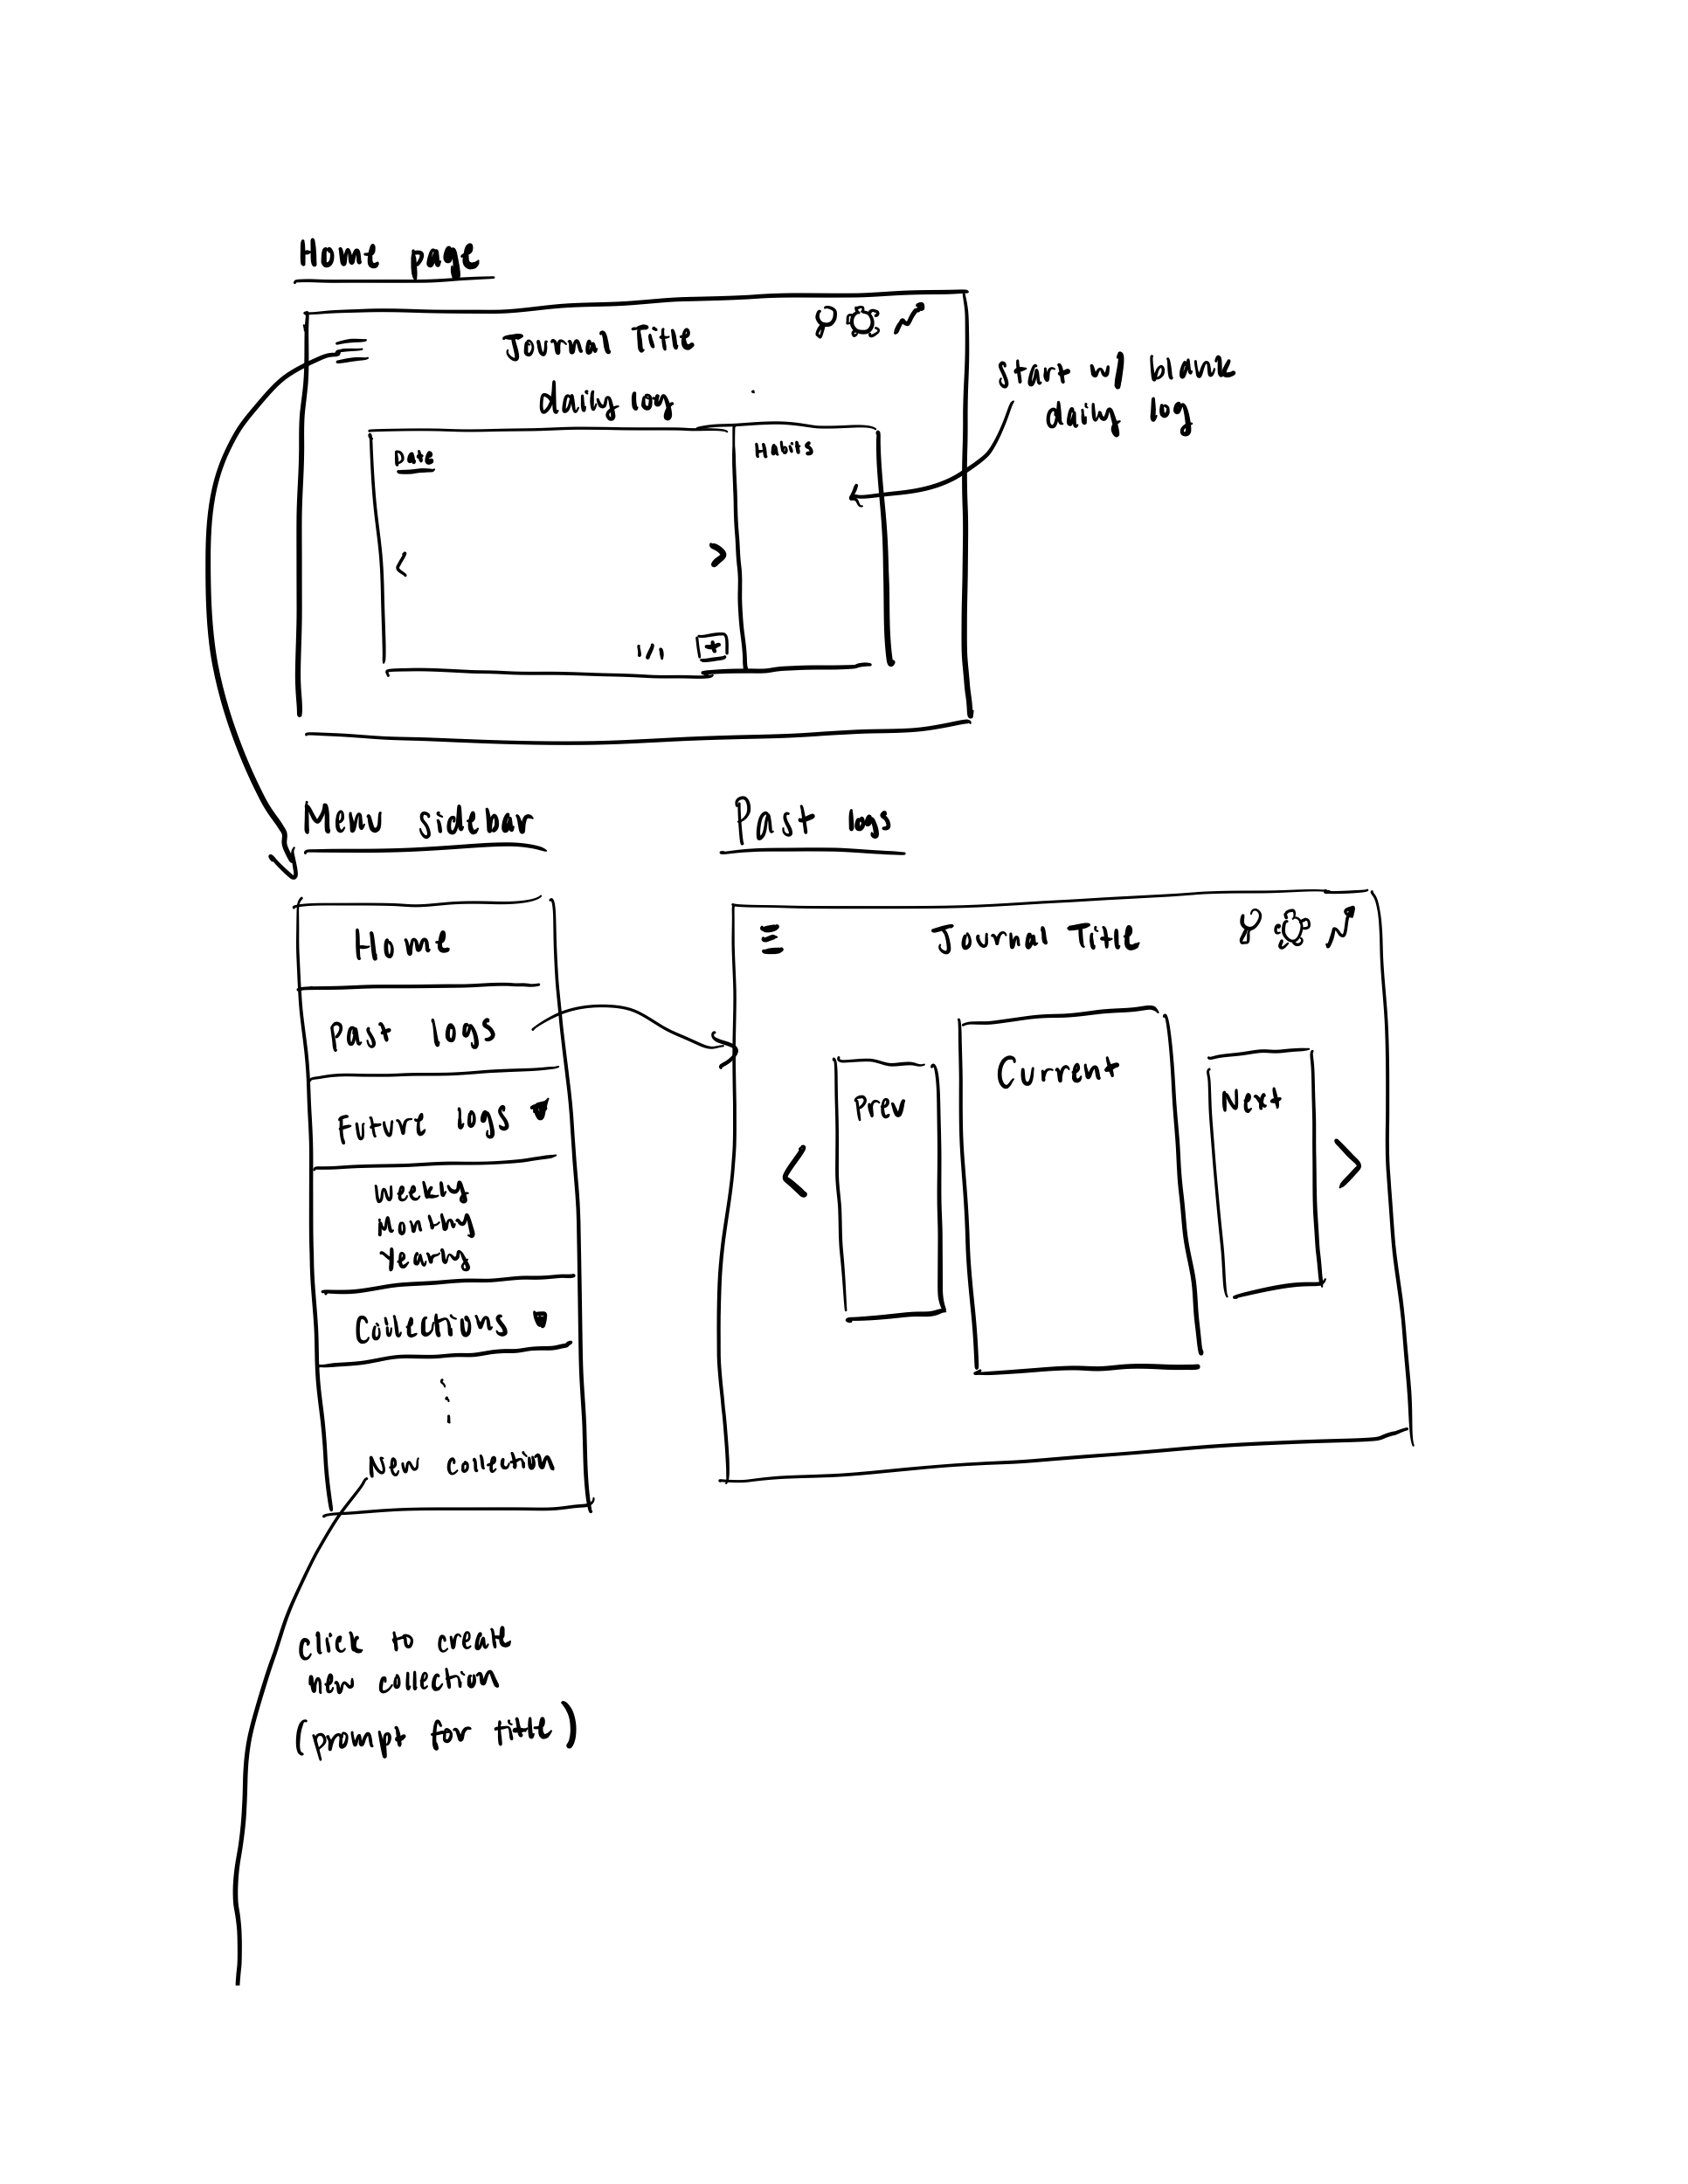 Home page
Journal Title
daily log
start w/ blank
daily log
Date
Habits
<
>
1/1
+
Menu sidebar
Home
Past logs
Future logs
Weekly
Monthly
Yearly
Collections
New collection
click to create
new collection
(prompt for title)
Past logs
Journal Title
Prev
Current
Next
<
>